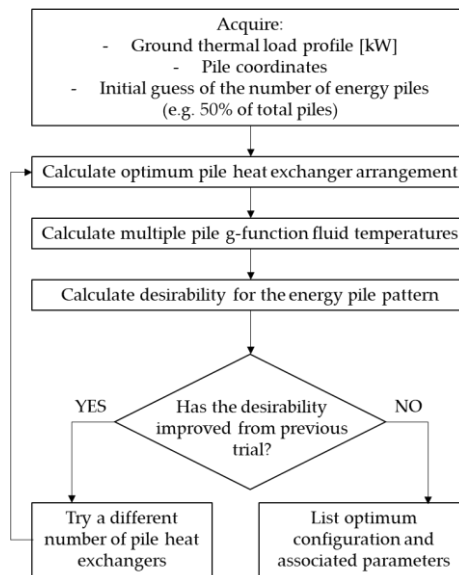 Acquire:
- Ground thermal load profile [kW]
- Pile coordinates
- Initial guess of the number of energy piles
(e.g. 50% of total piles)
Calculate optimum pile heat exchanger arrangement
Calculate multiple pile g-function fluid temperatures
Calculate desirability for the energy pile pattern
YES
Has the desirability
improved from previous
trial?
NO
Try a different
number of pile heat
exchangers
List optimum
configuration and
associated parameters